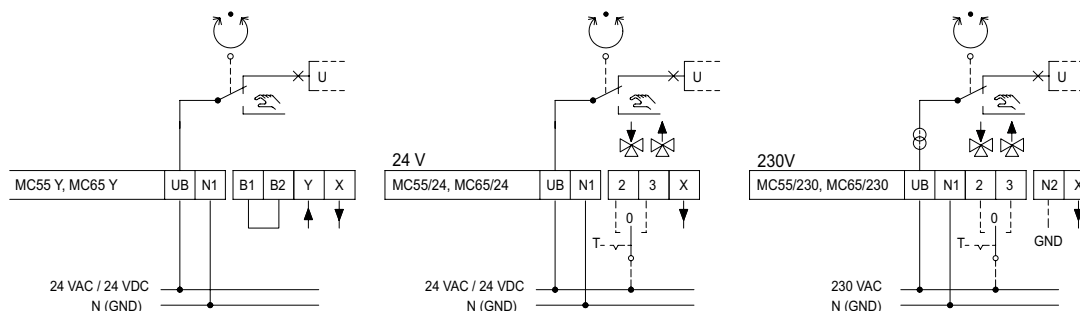 U
MC55 Y, MC65 Y
UB
N1
B1
B2
Y
X
24 VAC / 24 VDC
N (GND)
U
24 V
MC55/24, MC65/24
UB
N1
2
3
X
0
T
24 VAC / 24 VDC
N (GND)
U
230V
MC55/230, MC65/230
UB
N1
2
3
N2
X
0
T
GND
230 VAC
N (GND)